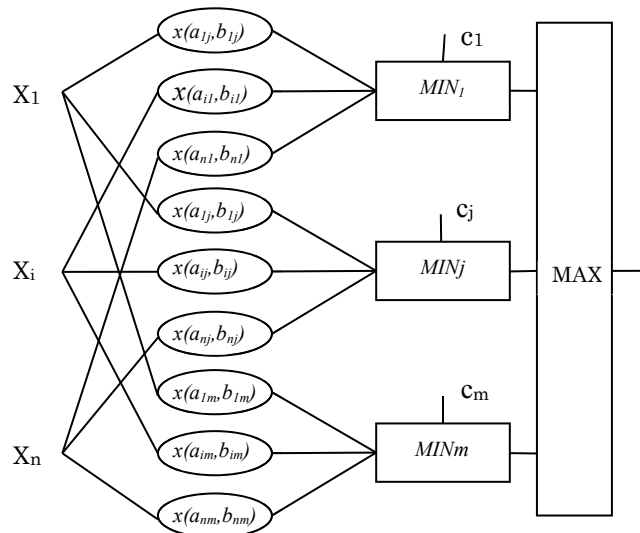 X1
Xi
Xn
x(a1j,b1j)
x(ai1,bi1)
x(an1,bn1)
x(a1j,b1j)
x(aij,bij)
x(anj,bnj)
x(a1m,b1m)
x(aim,bim)
x(anm,bnm)
c1
MIN1
cj
MINj
cm
MINm
MAX